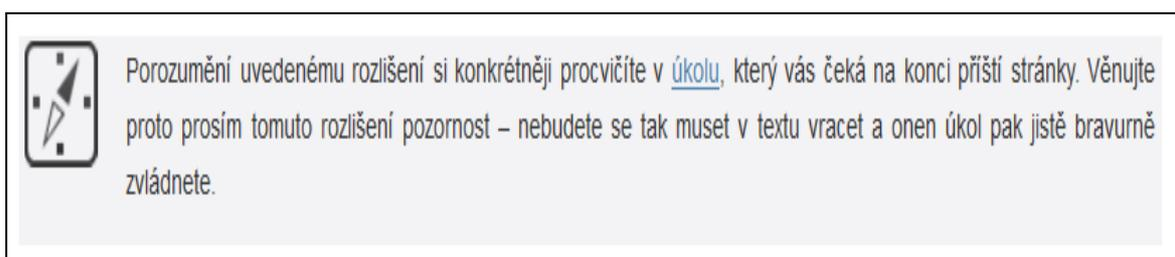 Porozumění uvedenému rozlišení si konkrétněji procvičíte v úkolu, který vás čeká na konci příští stránky. Věnujte
proto prosím tomuto rozlišení pozornost – nebudete se tak muset v textu vracet a onen úkol pak jistě bravurně
zvládnete.